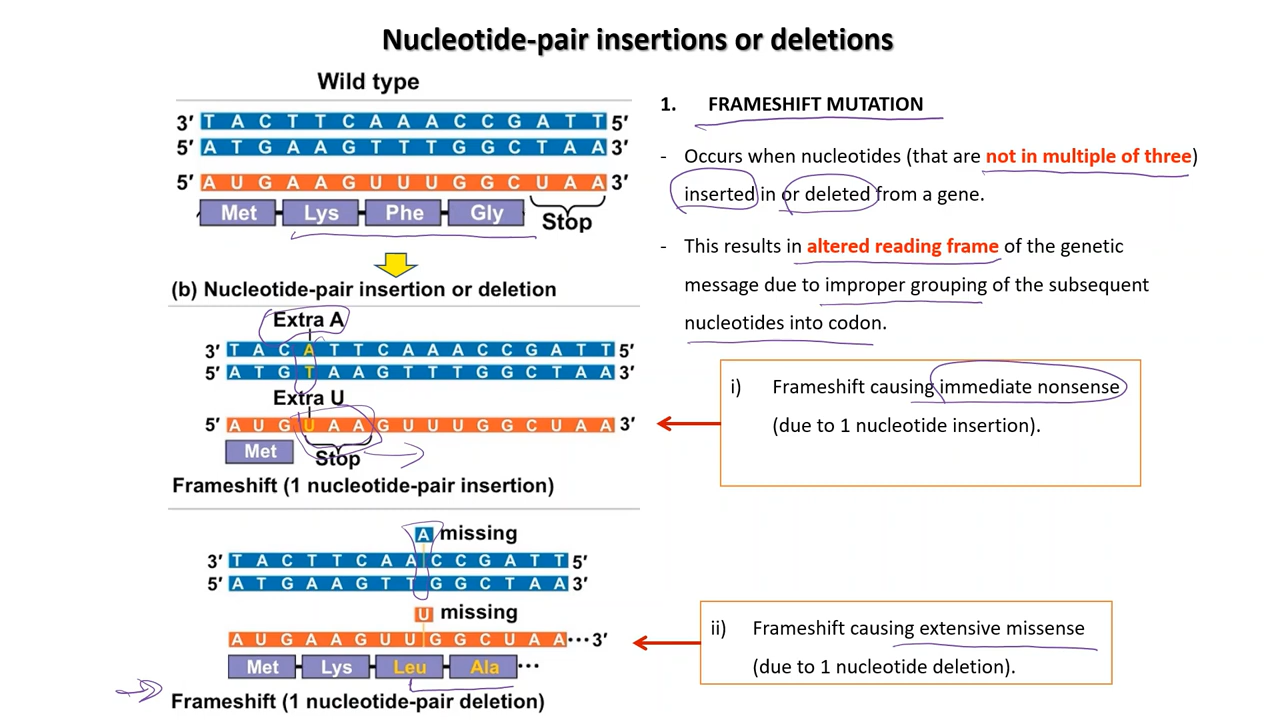 Nucleotide-pair insertions or deletions
Wild type
3′ T A C T T C A A A C C G A T T 5′
5′ A T G A A G T T T G G C T A A 3′
5′ A U G A A G U U U G G C U A A 3′
Met Lys Phe Gly Stop
(b) Nucleotide-pair insertion or deletion
Extra A
3′ T A C A T T C A A A C C G A T T 5′
5′ A T G T A A G T T T G G C T A A 3′
Extra U
5′ A U G U A A G U U U G G C U A A 3′
Met Stop
Frameshift (1 nucleotide-pair insertion)
A missing
3′ T A C T T C A A C C G A T T 5′
5′ A T G A A G T T G G C T A A 3′
U missing
A U G A A G U U G G C U A A ••• 3′
Met Lys Leu Ala •••
Frameshift (1 nucleotide-pair deletion)
1. FRAMESHIFT MUTATION
- Occurs when nucleotides (that are not in multiple of three)
inserted in or deleted from a gene.
- This results in altered reading frame of the genetic
message due to improper grouping of the subsequent
nucleotides into codon.
i) Frameshift causing immediate nonsense
(due to 1 nucleotide insertion).
ii) Frameshift causing extensive missense
(due to 1 nucleotide deletion).